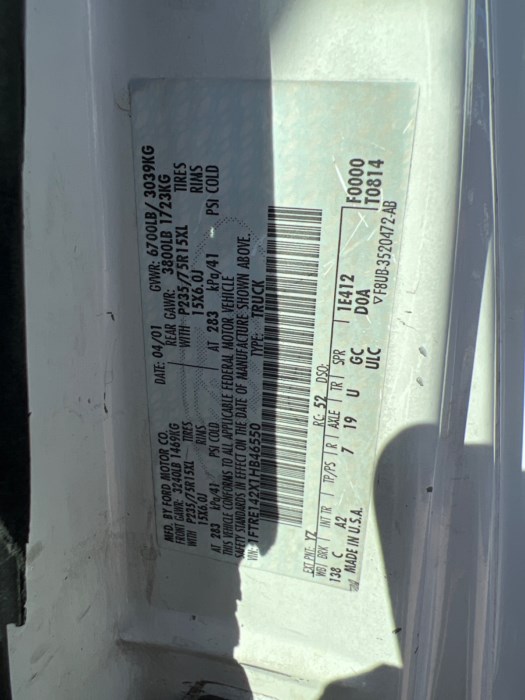 MFD. BY FORD MOTOR CO.
DATE: 04/01 GVWR: 6700LB/ 3039KG
FRONT GAWR: 3240LB 1469KG REAR GAWR: 3800LB 1723KG
WITH P235/75R15XL TIRES WITH P235/75R15XL TIRES
15X6.0J RIMS 15X6.0J RIMS
AT 283 kPa/41 PSI COLD AT 283 kPa/41 PSI COLD
THIS VEHICLE CONFORMS TO ALL APPLICABLE FEDERAL MOTOR VEHICLE
SAFETY STANDARDS IN EFFECT ON THE DATE OF MANUFACTURE SHOWN ABOVE.
VIN: 1FTRE142X1HB46550 TYPE: TRUCK
EXT PNT: YZ RC: 52 DSO:
WB BRK INT TR TP/PS R AXLE TR SPR
138 C A2 7 19 U 1E412 F0000
GC D0A T0814
MADE IN U.S.A. ULC ▽F8UB-3520472-AB